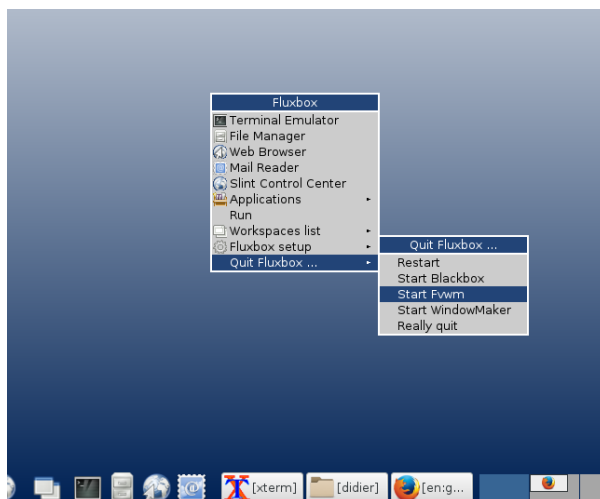 Fluxbox
Terminal Emulator
File Manager
Web Browser
Mail Reader
Slint Control Center
Applications
Run
Workspaces list
Fluxbox setup
Quit Fluxbox ...
Quit Fluxbox ...
Restart
Start Blackbox
Start Fvwm
Start WindowMaker
Really quit
[xterm] [didier] [en:g...